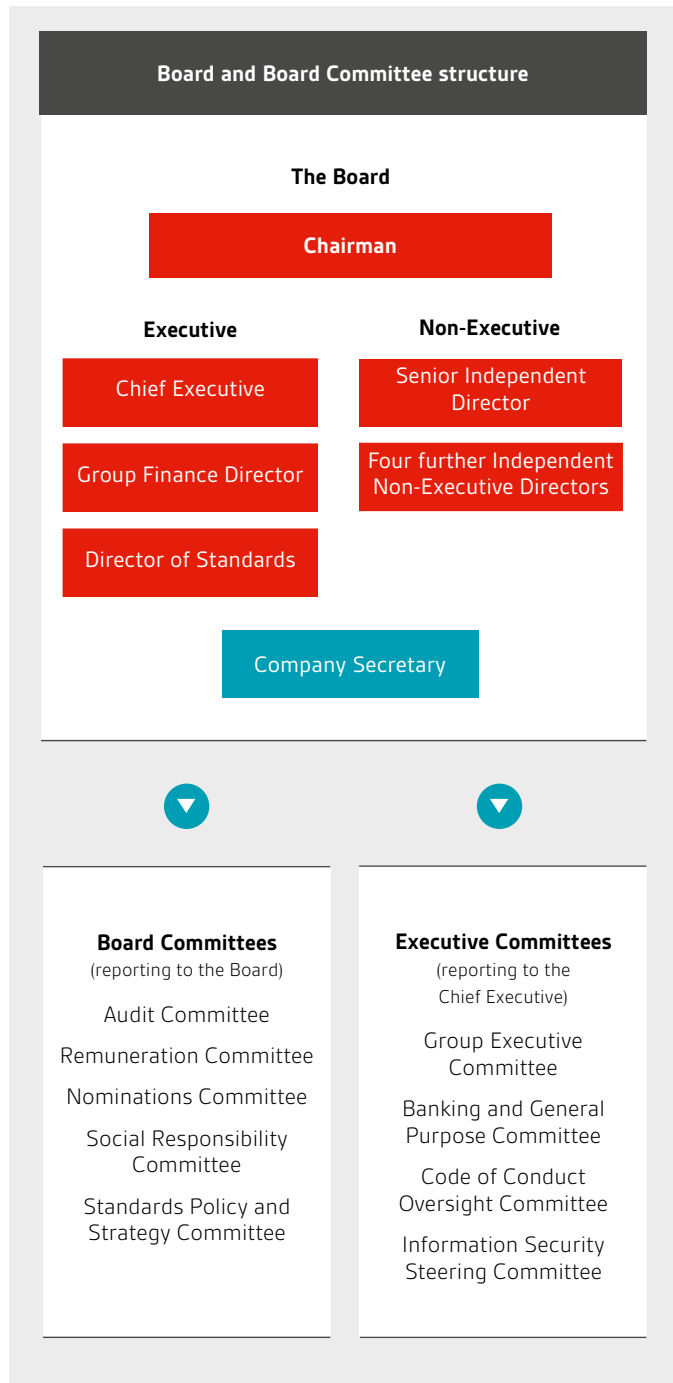 Board and Board Committee structure
The Board
Chairman
Executive
Chief Executive
Group Finance Director
Director of Standards
Non-Executive
Senior Independent
Director
Four further Independent
Non-Executive Directors
Company Secretary
Board Committees
(reporting to the Board)
Audit Committee
Remuneration Committee
Nominations Committee
Social Responsibility
Committee
Standards Policy and
Strategy Committee
Executive Committees
(reporting to the
Chief Executive)
Group Executive
Committee
Banking and General
Purpose Committee
Code of Conduct
Oversight Committee
Information Security
Steering Committee